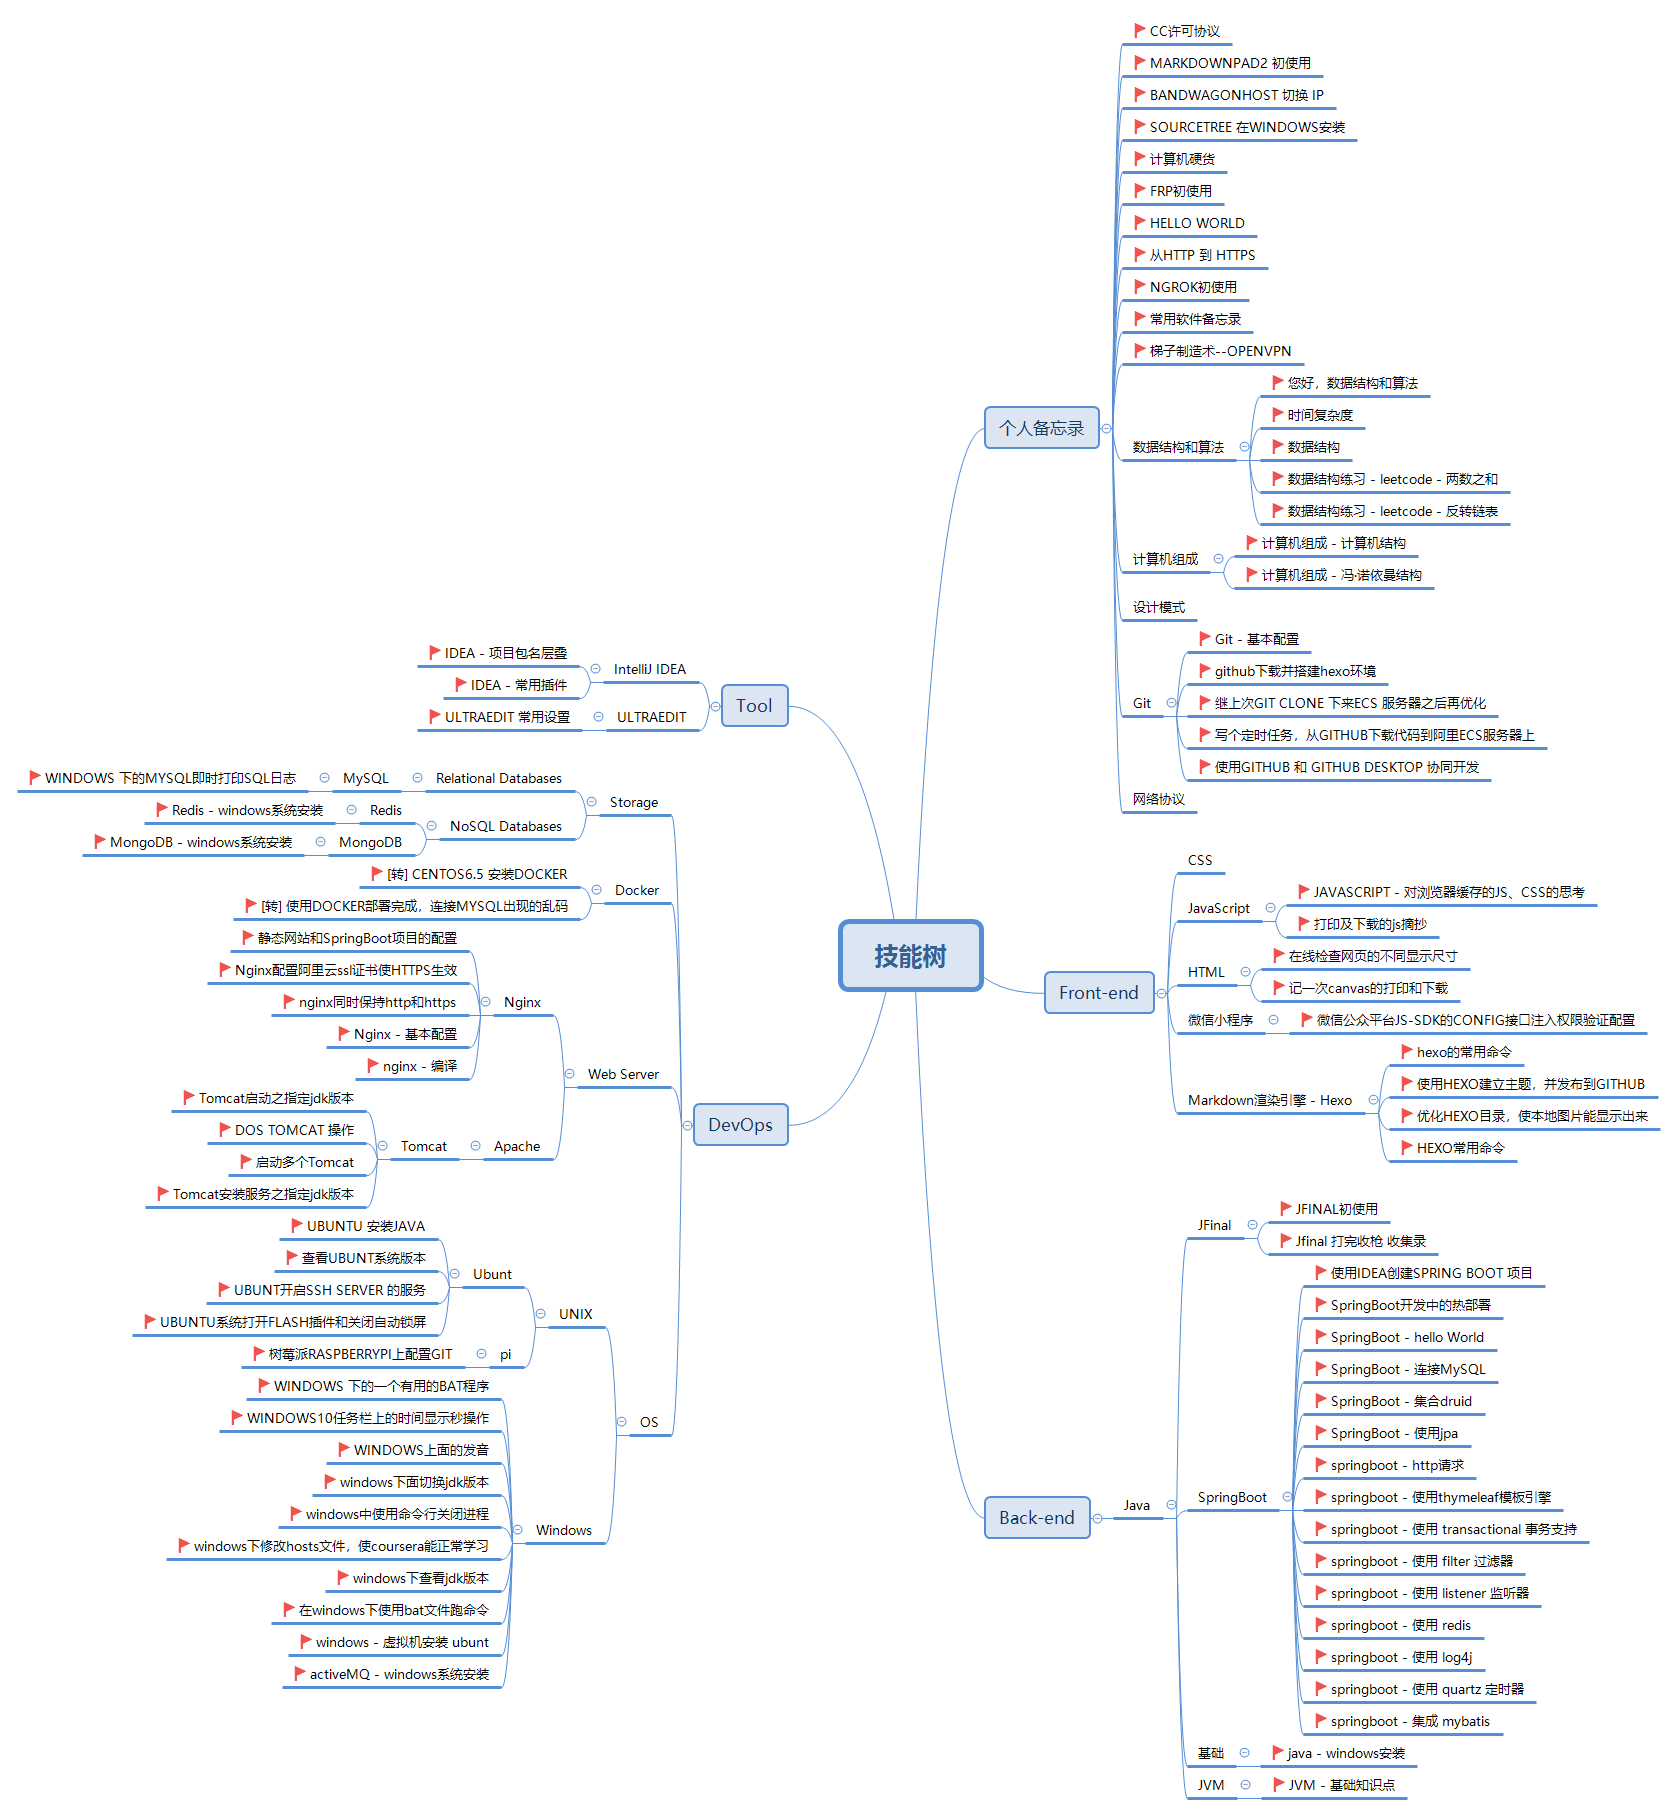 技能树
个人备忘录
CC许可协议
MARKDOWNPAD2 初使用
BANDWAGONHOST 切换 IP
SOURCETREE 在WINDOWS安装
计算机硬货
FRP初使用
HELLO WORLD
从HTTP 到 HTTPS
NGROK初使用
常用软件备忘录
梯子制造术--OPENVPN
数据结构和算法
您好，数据结构和算法
时间复杂度
数据结构
数据结构练习 - leetcode - 两数之和
数据结构练习 - leetcode - 反转链表
计算机组成
计算机组成 - 计算机结构
计算机组成 - 冯·诺依曼结构
设计模式
Git
Git - 基本配置
github下载并搭建hexo环境
继上次GIT CLONE 下来ECS 服务器之后再优化
写个定时任务，从GITHUB下载代码到阿里ECS服务器上
使用GITHUB 和 GITHUB DESKTOP 协同开发
网络协议
Front-end
CSS
JavaScript
JAVASCRIPT - 对浏览器缓存的JS、CSS的思考
打印及下载的js摘抄
HTML
在线检查网页的不同显示尺寸
记一次canvas的打印和下载
微信小程序
微信公众平台JS-SDK的CONFIG接口注入权限验证配置
Markdown渲染引擎 - Hexo
hexo的常用命令
使用HEXO建立主题，并发布到GITHUB
优化HEXO目录，使本地图片能显示出来
HEXO常用命令
Back-end
Java
JFinal
JFINAL初使用
Jfinal 打完收枪 收集录
SpringBoot
使用IDEA创建SPRING BOOT 项目
SpringBoot开发中的热部署
SpringBoot - hello World
SpringBoot - 连接MySQL
SpringBoot - 集合druid
SpringBoot - 使用jpa
springboot - http请求
springboot - 使用thymeleaf模板引擎
springboot - 使用 transactional 事务支持
springboot - 使用 filter 过滤器
springboot - 使用 listener 监听器
springboot - 使用 redis
springboot - 使用 log4j
springboot - 使用 quartz 定时器
springboot - 集成 mybatis
基础
java - windows安装
JVM
JVM - 基础知识点
Tool
IntelliJ IDEA
IDEA - 项目包名层叠
IDEA - 常用插件
ULTRAEDIT
ULTRAEDIT 常用设置
DevOps
Storage
Relational Databases
MySQL
WINDOWS 下的MYSQL即时打印SQL日志
NoSQL Databases
Redis
Redis - windows系统安装
MongoDB
MongoDB - windows系统安装
Docker
[转] CENTOS6.5 安装DOCKER
[转] 使用DOCKER部署完成，连接MYSQL出现的乱码
Web Server
Nginx
静态网站和SpringBoot项目的配置
Nginx配置阿里云ssl证书使HTTPS生效
nginx同时保持http和https
Nginx - 基本配置
nginx - 编译
Apache
Tomcat
Tomcat启动之指定jdk版本
DOS TOMCAT 操作
启动多个Tomcat
Tomcat安装服务之指定jdk版本
OS
UNIX
Ubunt
UBUNTU 安装JAVA
查看UBUNT系统版本
UBUNT开启SSH SERVER 的服务
UBUNTU系统打开FLASH插件和关闭自动锁屏
pi
树莓派RASPBERRYPI上配置GIT
Windows
WINDOWS 下的一个有用的BAT程序
WINDOWS10任务栏上的时间显示秒操作
WINDOWS上面的发音
windows下面切换jdk版本
windows中使用命令行关闭进程
windows下修改hosts文件，使coursera能正常学习
windows下查看jdk版本
在windows下使用bat文件跑命令
windows - 虚拟机安装 ubunt
activeMQ - windows系统安装